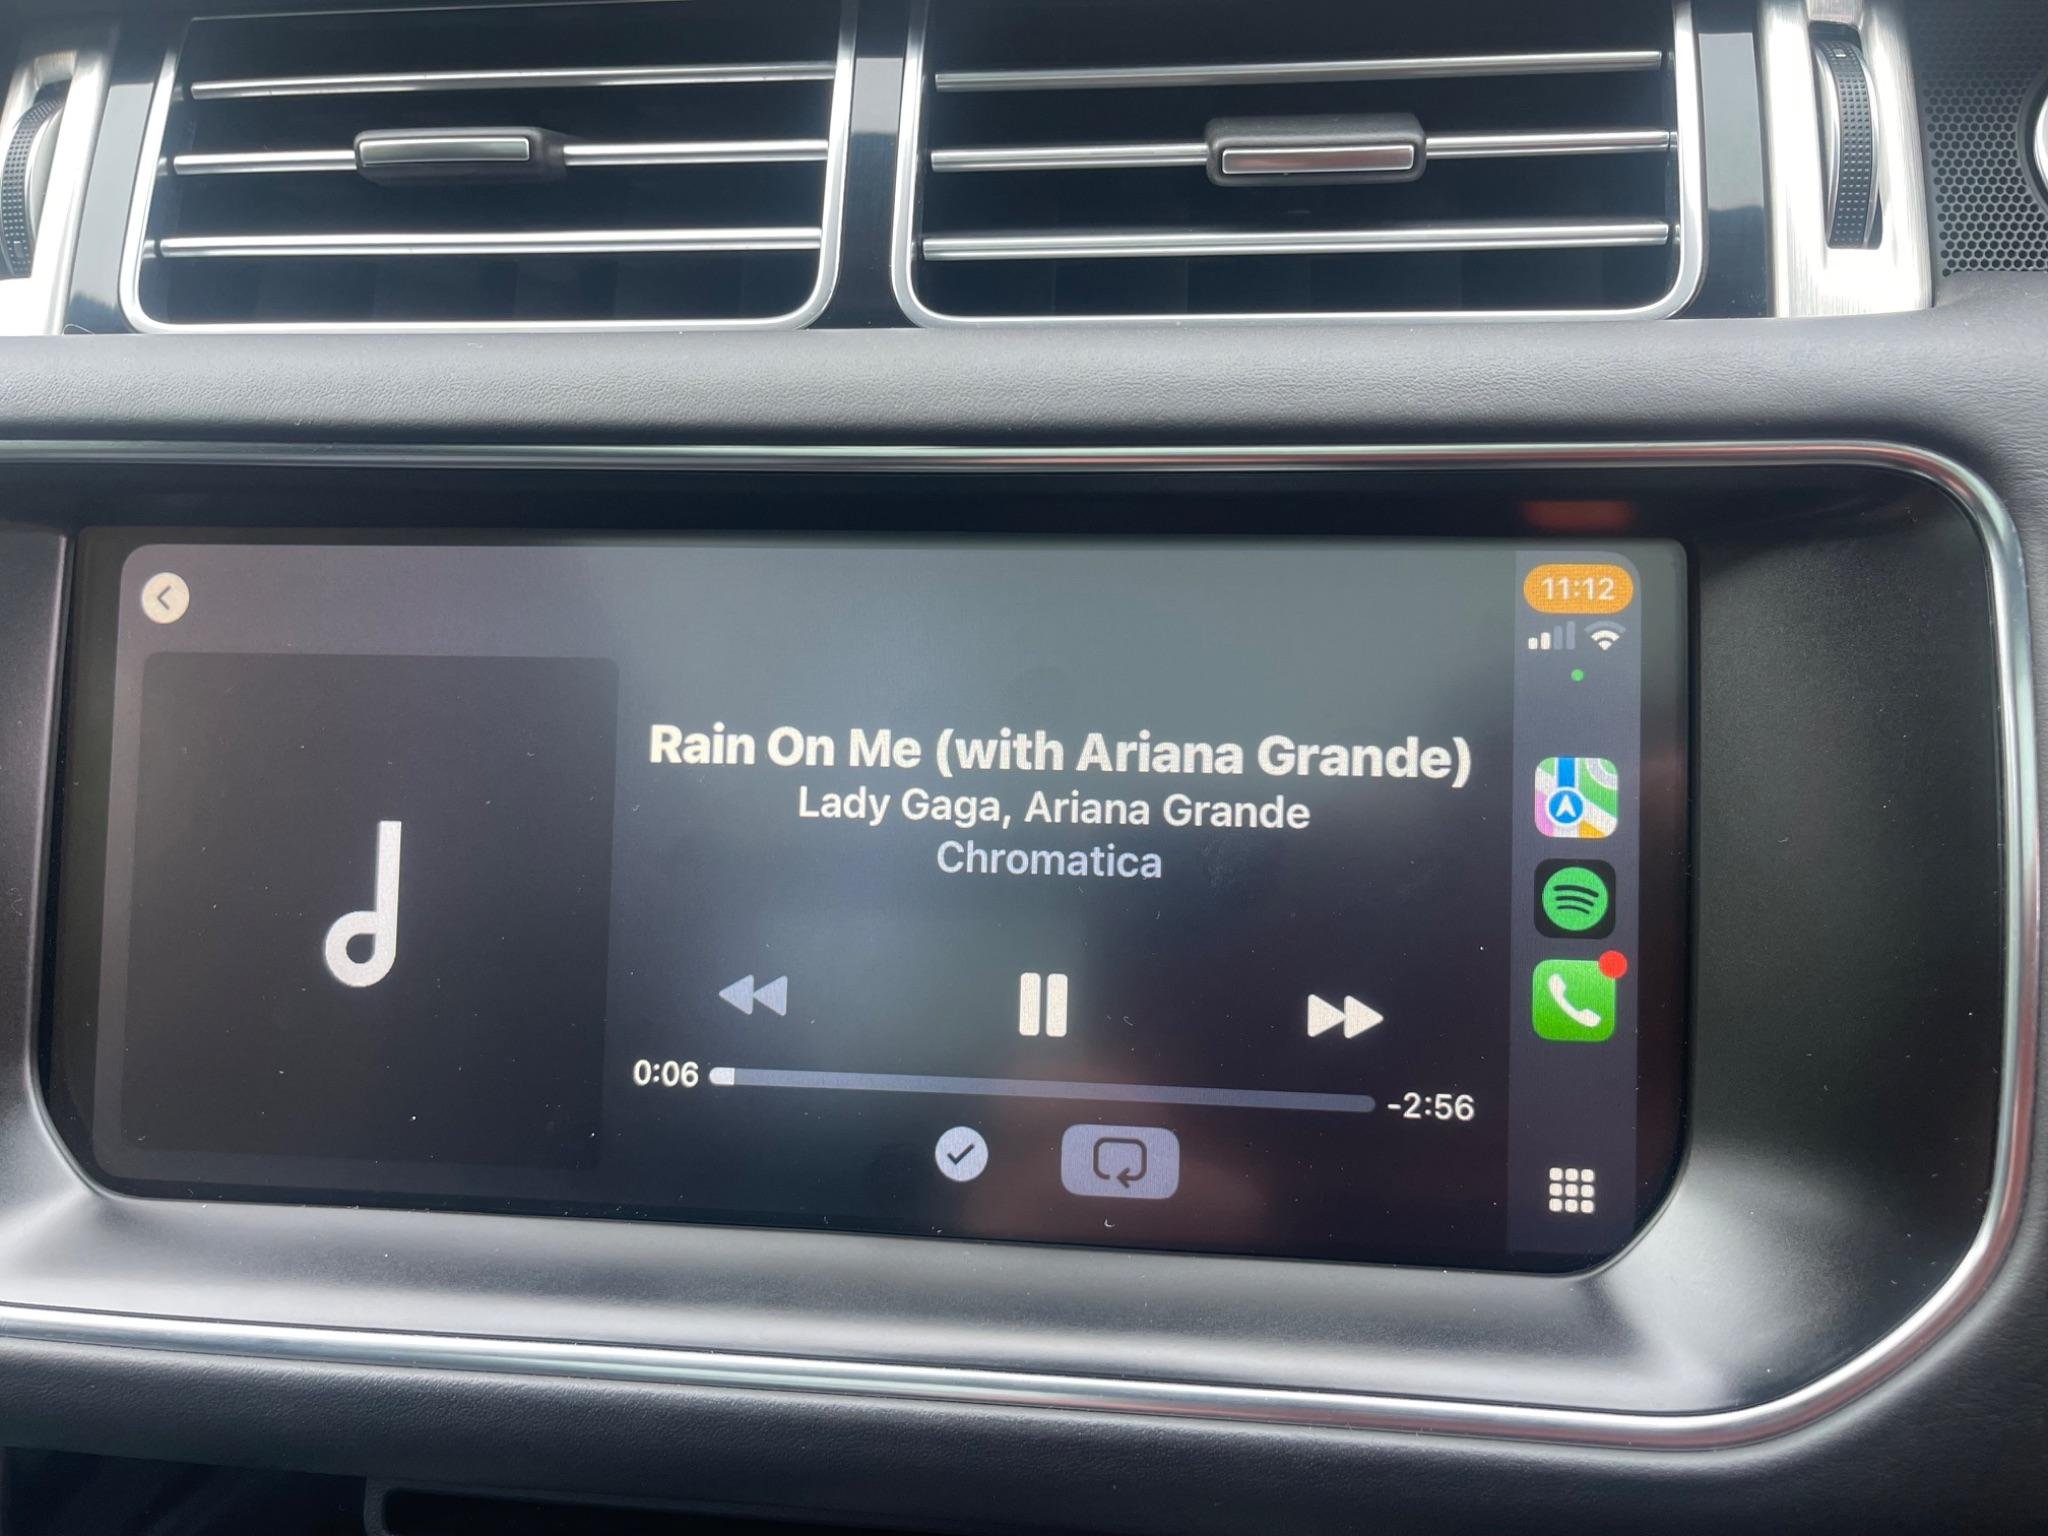 11:12
Rain On Me (with Ariana Grande)
Lady Gaga, Ariana Grande
Chromatica
0:06
-2:56